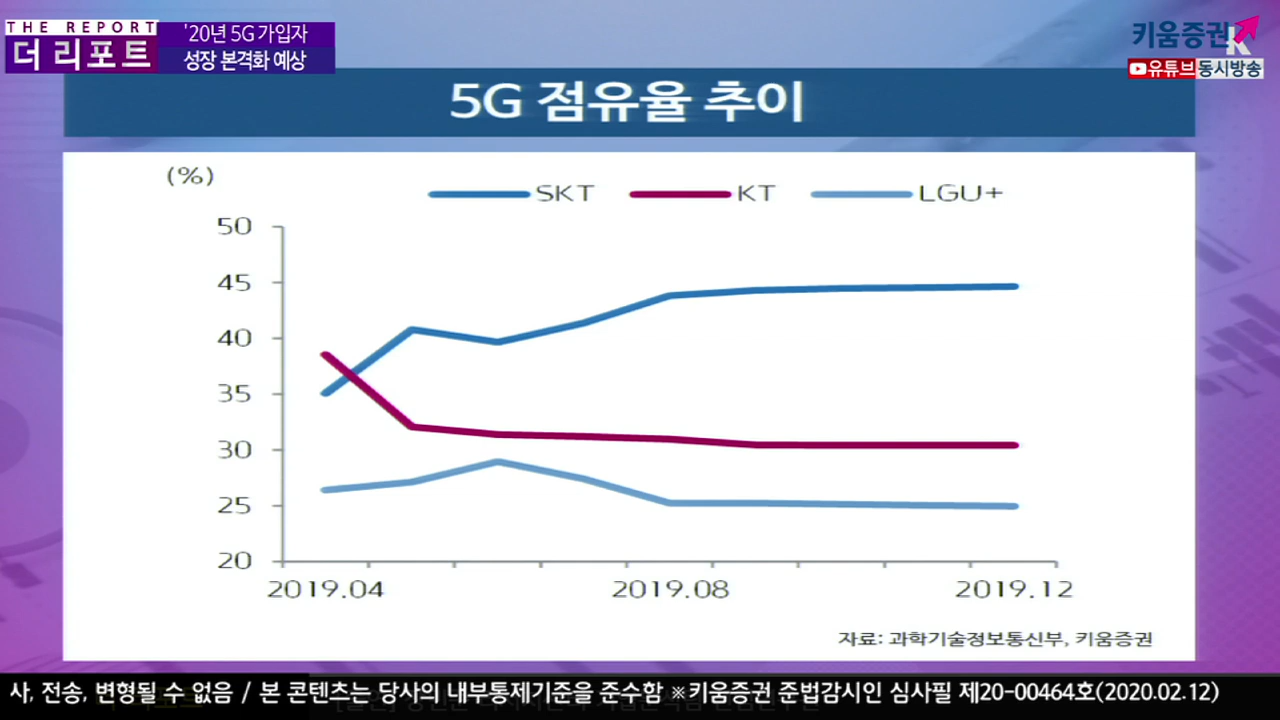 THE REPORT
더 리포트
'20년 5G 가입자
성장 본격화 예상
키움증권
유튜브 동시방송
5G 점유율 추이
(%)
SKT KT LGU+
50
45
40
35
30
25
20
2019.04 2019.08 2019.12
자료: 과학기술정보통신부, 키움증권
사, 전송, 변형될 수 없음 / 본 콘텐츠는 당사의 내부통제기준을 준수함 ※키움증권 준법감시인 심사필 제20-00464호(2020.02.12)